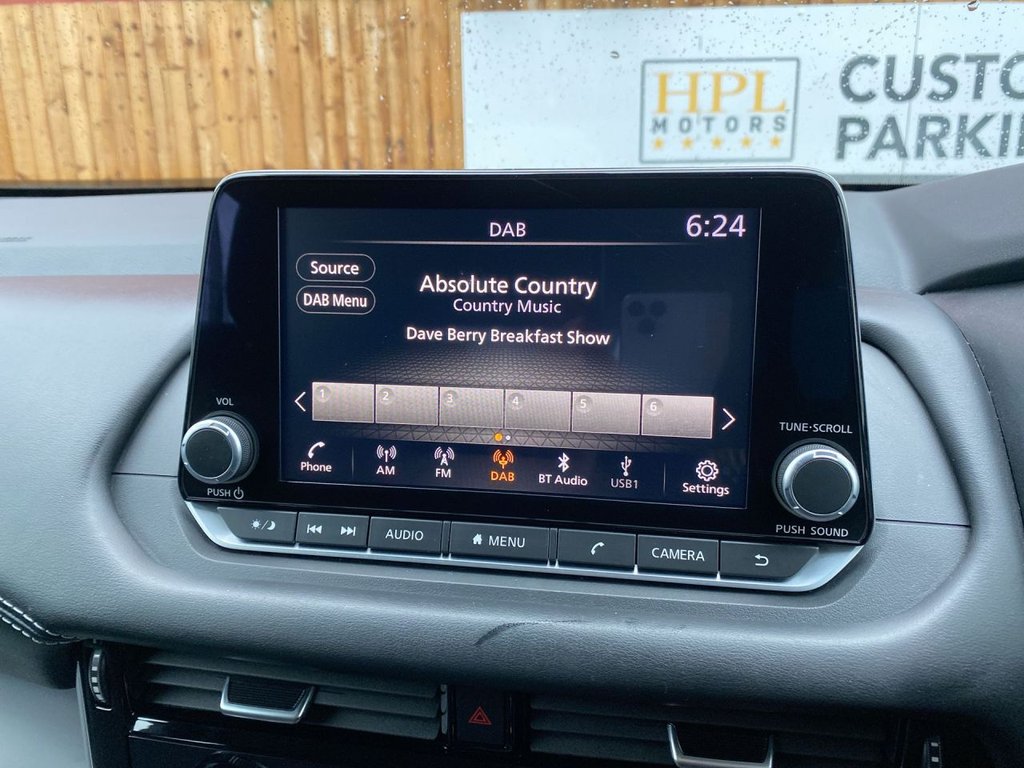 HPL
MOTORS
CUSTO
PARKI
DAB
6:24
Source
DAB Menu
Absolute Country
Country Music
Dave Berry Breakfast Show
1 2 3 4 5 6
VOL
PUSH
TUNE·SCROLL
PUSH SOUND
Phone
AM
FM
DAB
BT Audio
USB1
Settings
AUDIO
MENU
CAMERA